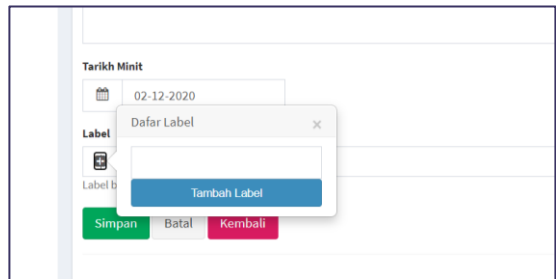 Tarikh Minit
02-12-2020
Dafar Label
×
Label
Label b
Tambah Label
Simpan Batal Kembali